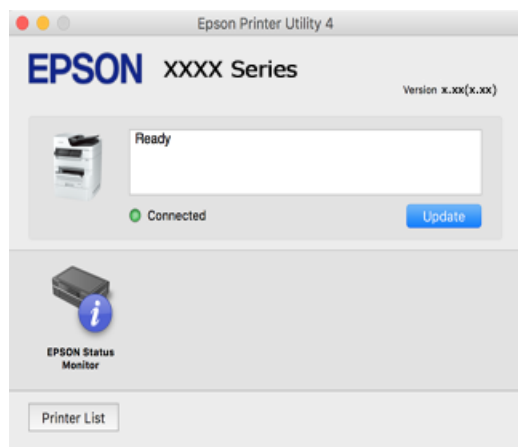 Epson Printer Utility 4
EPSON XXXX Series
Version x.xx(x.xx)
Ready
Connected
Update
i
EPSON Status
Monitor
Printer List